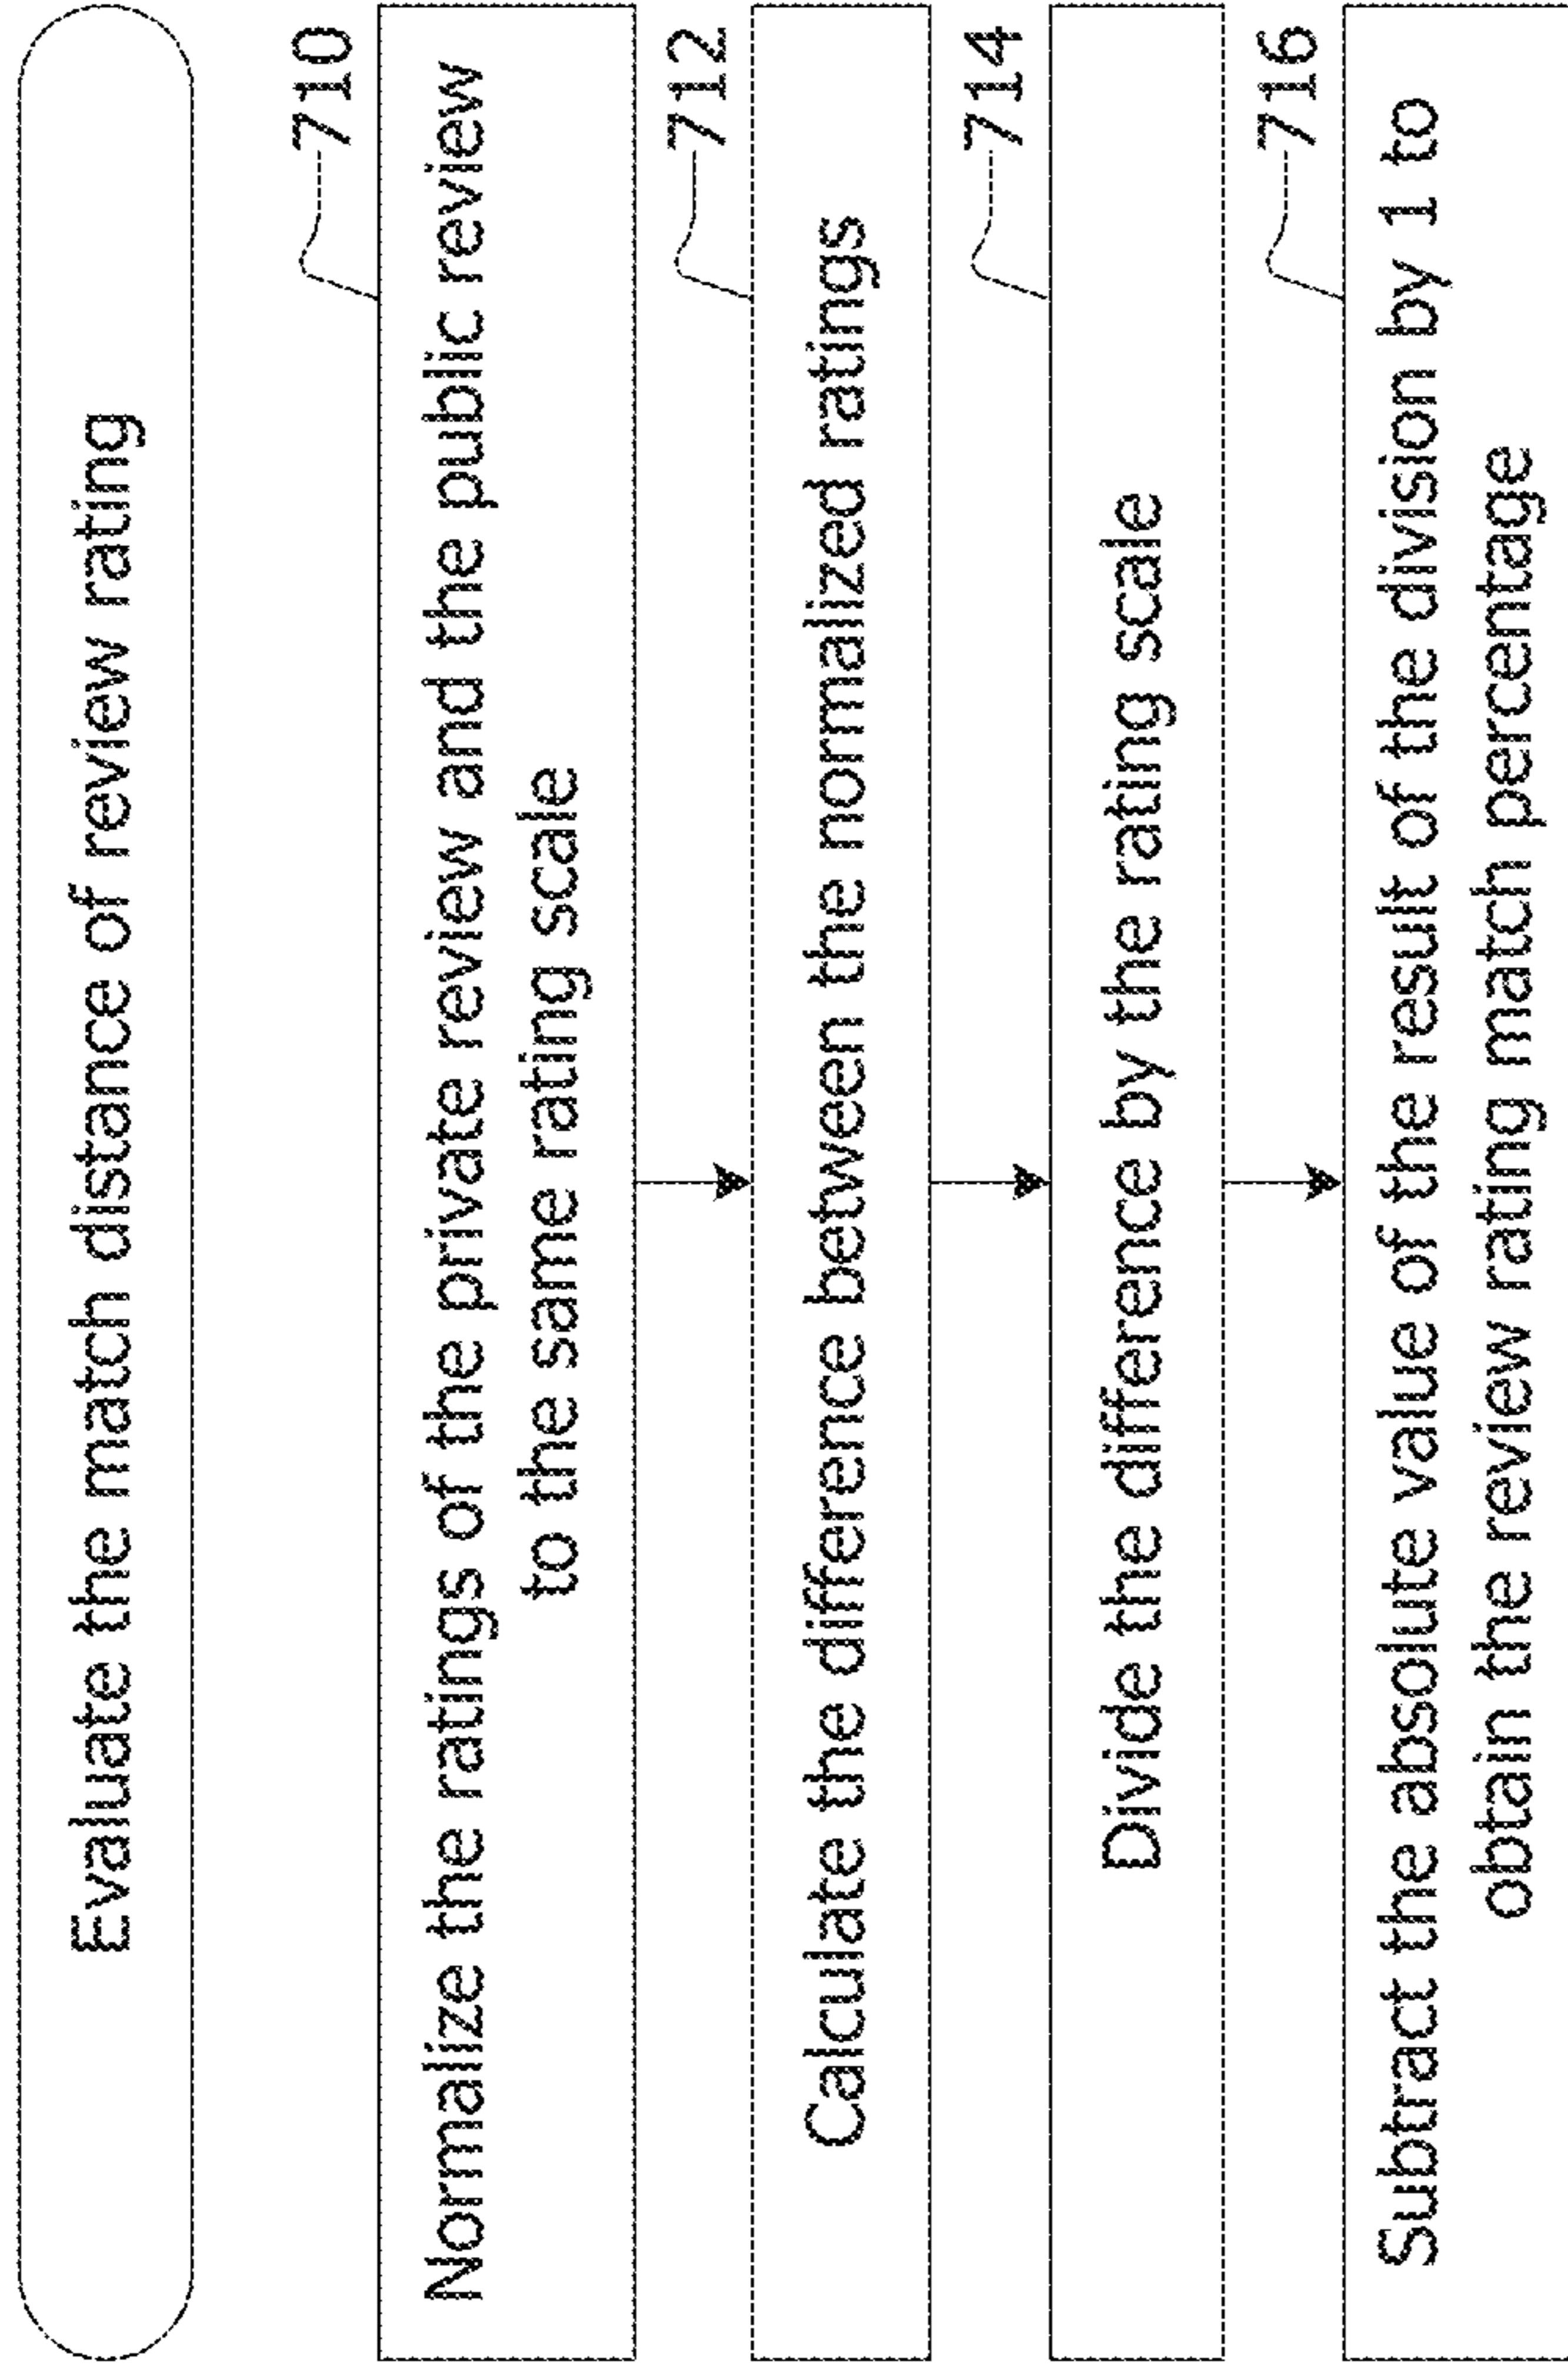 Evaluate the match distance of review rating
710
Normalize the ratings of the private review and the public review
to the same rating scale
712
Calculate the difference between the normalized ratings
714
Divide the difference by the rating scale
716
Subtract the absolute value of the result of the division by 1 to
obtain the review rating match percentage